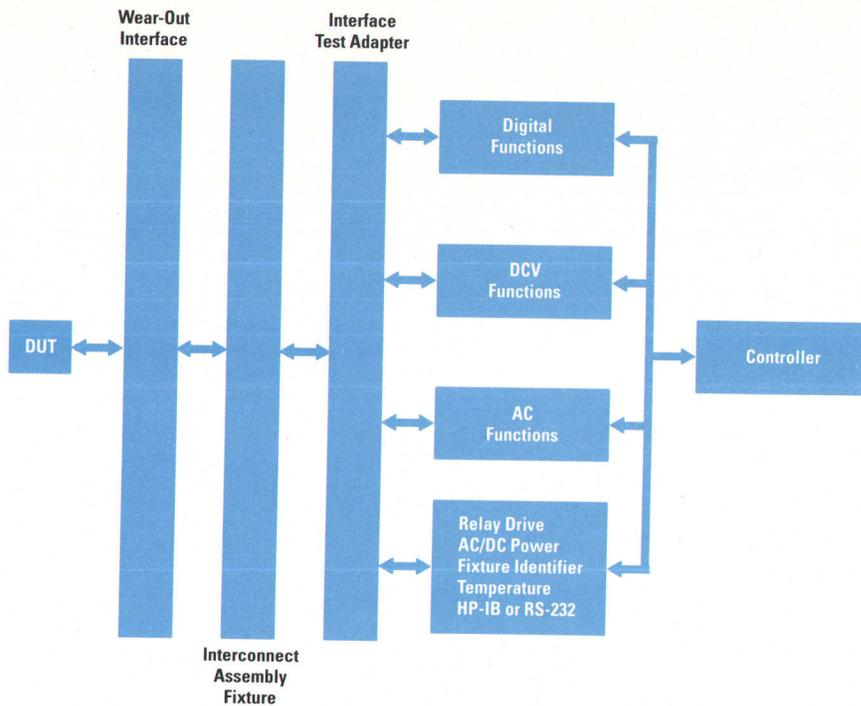 Wear-Out
Interface
Interface
Test Adapter
Digital
Functions
DCV
Functions
DUT
Controller
AC
Functions
Relay Drive
AC/DC Power
Fixture Identifier
Temperature
HP-IB or RS-232
Interconnect
Assembly
Fixture